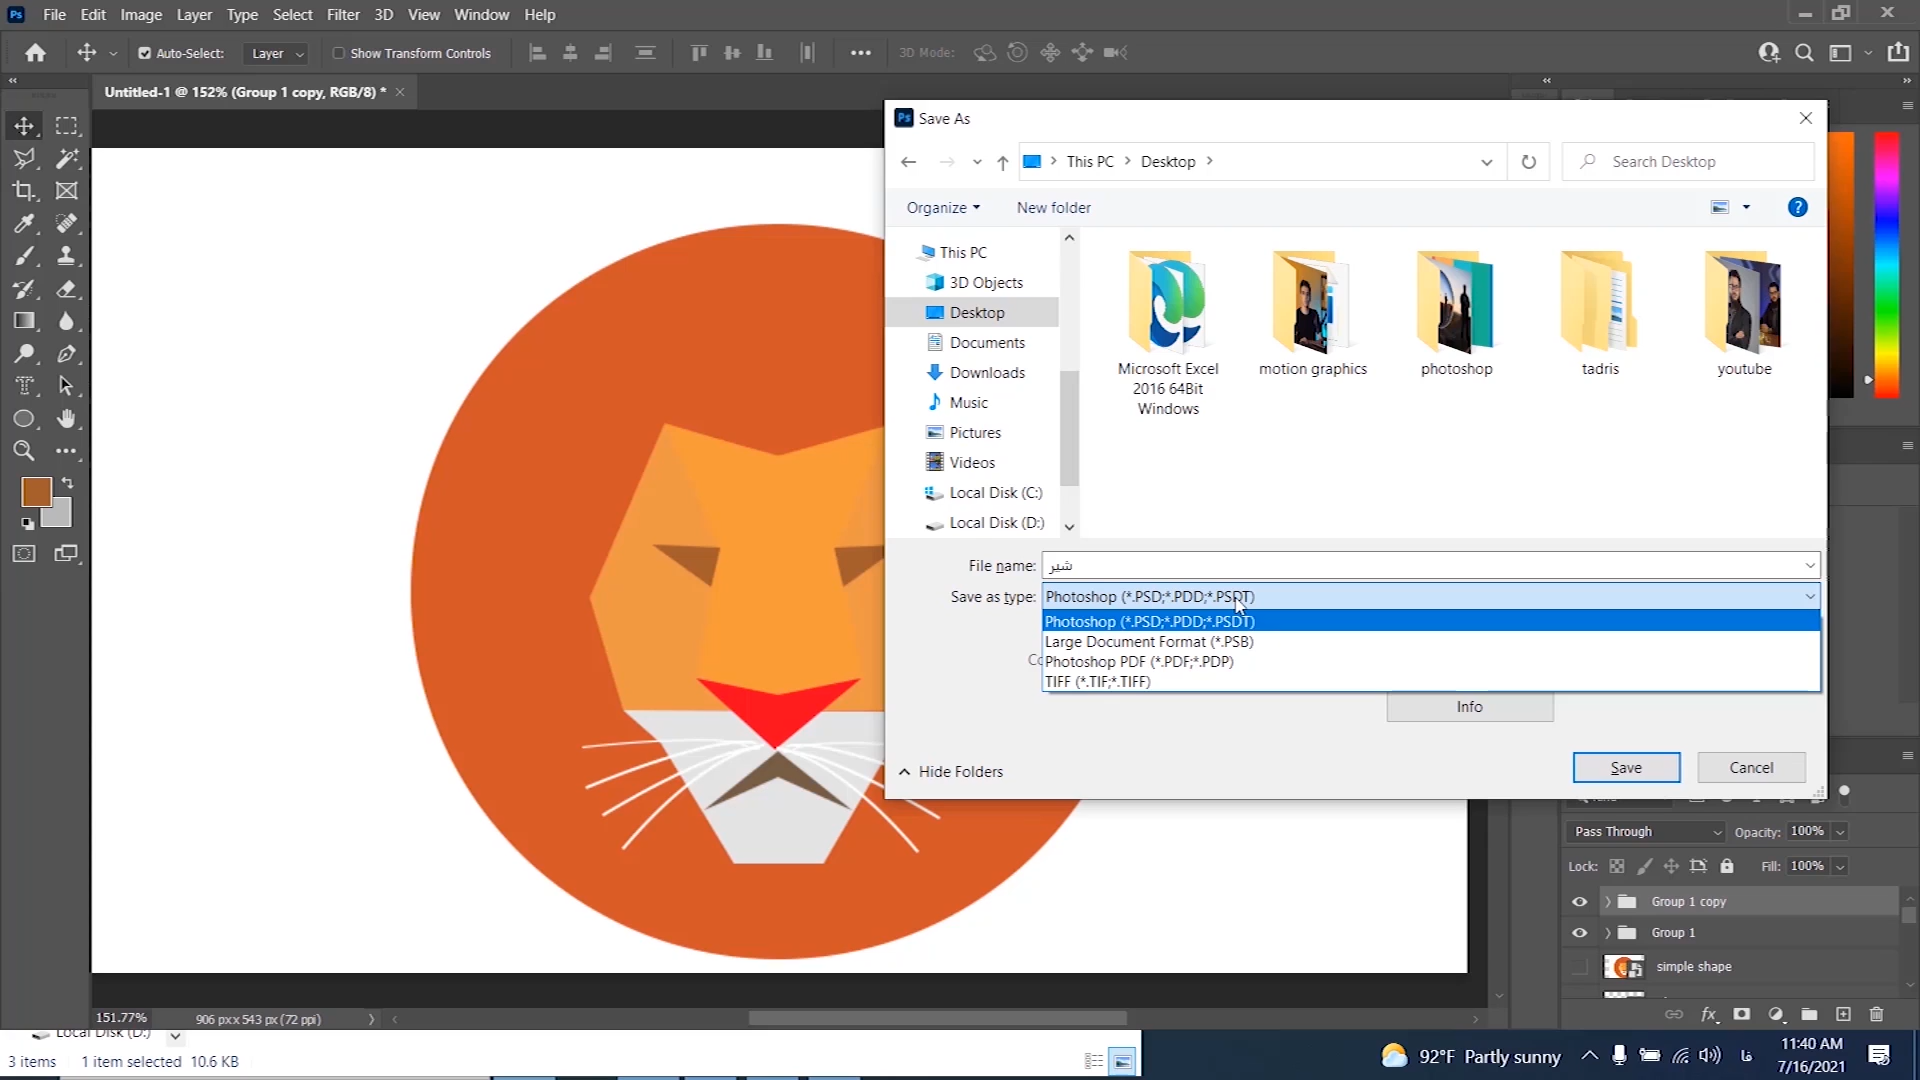 Ps File Edit Image Layer Type Select Filter 3D View Window Help
Auto-Select: Layer Show Transform Controls 3D Mode:
Untitled-1 @ 152% (Group 1 copy, RGB/8) *
Ps Save As
This PC Desktop Search Desktop
Organize New folder
This PC
3D Objects
Desktop
Documents
Downloads
Music
Pictures
Videos
Local Disk (C:)
Local Disk (D:)
Microsoft Excel
2016 64Bit
Windows
motion graphics
photoshop
tadris
youtube
File name: شیر
Save as type: Photoshop (*.PSD;*.PDD;*.PSDT)
Photoshop (*.PSD;*.PDD;*.PSDT)
Large Document Format (*.PSB)
Photoshop PDF (*.PDF;*.PDP)
TIFF (*.TIF;*.TIFF)
Info
Hide Folders
Save Cancel
Pass Through Opacity: 100%
Lock: Fill: 100%
Group 1 copy
Group 1
simple shape
fx
151.77% 906 px x 543 px (72 ppi)
Local Disk (D:)
3 items 1 item selected 10.6 KB
92°F Partly sunny
فا
11:40 AM
7/16/2021